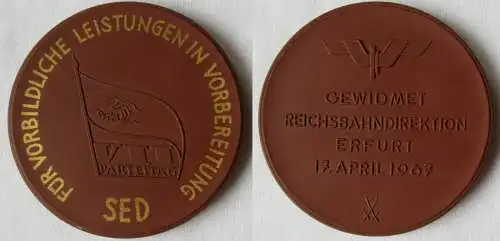 FÜR VORBILDLICHE LEISTUNGEN IN VORBEREITUNG
VII
PARTEITAG
SED
GEWIDMET
REICHSBAHNDIREKTION
ERFURT
17. APRIL 1967